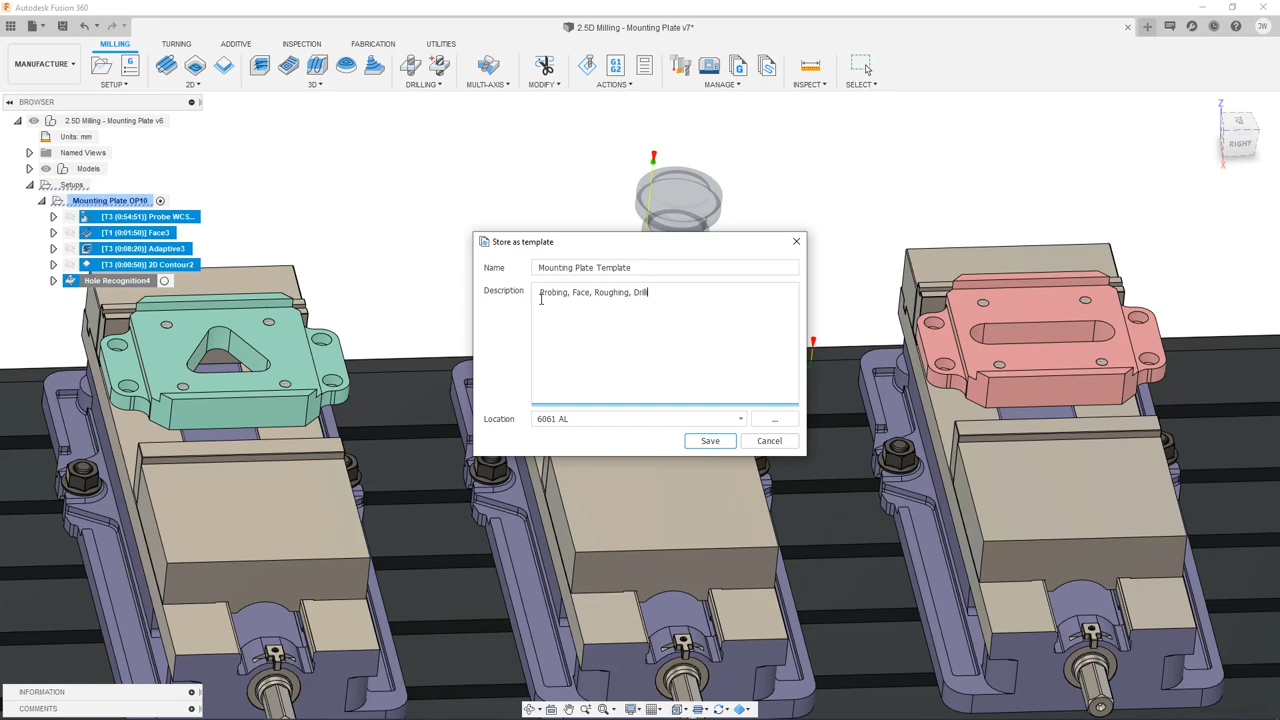 Autodesk Fusion 360
2.5D Milling - Mounting Plate v7*
JW
MILLING TURNING ADDITIVE INSPECTION FABRICATION UTILITIES
MANUFACTURE
G
G1
G2
G
SETUP 2D 3D DRILLING MULTI-AXIS MODIFY ACTIONS MANAGE INSPECT SELECT
BROWSER
2.5D Milling - Mounting Plate v6
Units: mm
Named Views
Models
Setups
Mounting Plate OP10
[T3 (0:54:51)] Probe WCS...
[T1 (0:01:50)] Face3
[T3 (0:08:20)] Adaptive3
[T3 (0:00:50)] 2D Contour2
Hole Recognition4
Z
RIGHT
X
Store as template
Name Mounting Plate Template
Description Probing, Face, Roughing, Drilli
Location 6061 AL ...
Save Cancel
INFORMATION
COMMENTS